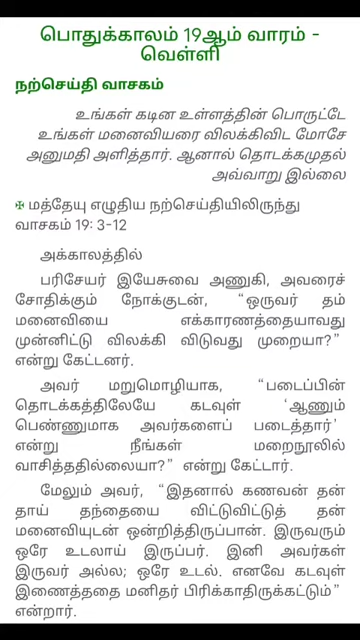 பொதுக்காலம் 19ஆம் வாரம் –
வெள்ளி
நற்செய்தி வாசகம்
உங்கள் கடின உள்ளத்தின் பொருட்டே
உங்கள் மனைவியரை விலக்கிவிட மோசே
அனுமதி அளித்தார். ஆனால் தொடக்கமுதல்
அவ்வாறு இல்லை
✠ மத்தேயு எழுதிய நற்செய்தியிலிருந்து
வாசகம் 19: 3-12
அக்காலத்தில்
பரிசேயர் இயேசுவை அணுகி, அவரைச்
சோதிக்கும் நோக்குடன், “ஒருவர் தம்
மனைவியை எக்காரணத்தையாவது
முன்னிட்டு விலக்கி விடுவது முறையா?”
என்று கேட்டனர்.
அவர் மறுமொழியாக, “படைப்பின்
தொடக்கத்திலேயே கடவுள் ‘ஆணும்
பெண்ணுமாக அவர்களைப் படைத்தார்’
என்று நீங்கள் மறைநூலில்
வாசித்ததில்லையா?” என்று கேட்டார்.
மேலும் அவர், “இதனால் கணவன் தன்
தாய் தந்தையை விட்டுவிட்டுத் தன்
மனைவியுடன் ஒன்றித்திருப்பான். இருவரும்
ஒரே உடலாய் இருப்பர். இனி அவர்கள்
இருவர் அல்ல; ஒரே உடல். எனவே கடவுள்
இணைத்ததை மனிதர் பிரிக்காதிருக்கட்டும்”
என்றார்.